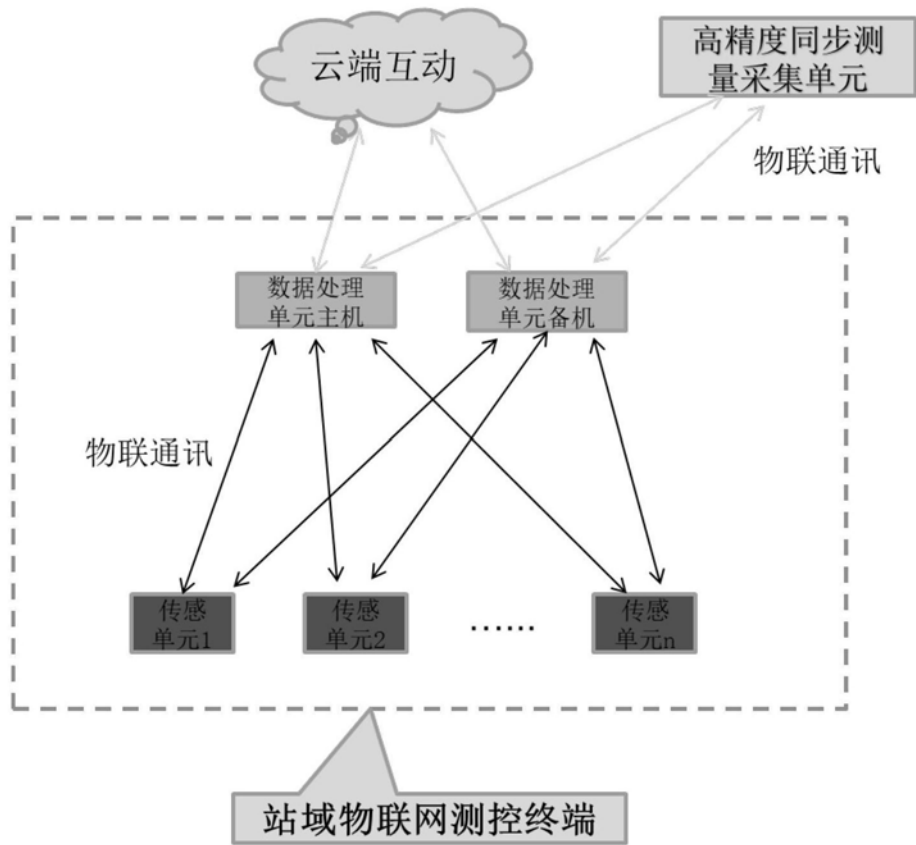 云端互动
高精度同步测
量采集单元
物联通讯
数据处理
单元主机
数据处理
单元备机
物联通讯
传感
单元1
传感
单元2
……
传感
单元n
站域物联网测控终端